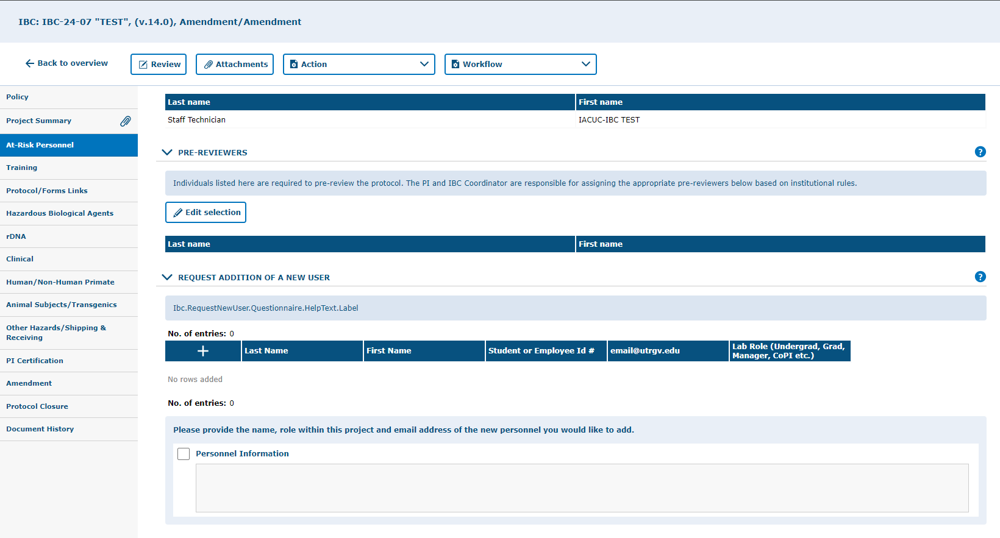 IBC: IBC-24-07 "TEST", (v.14.0), Amendment/Amendment
Back to overview
Review
Attachments
Action
Workflow
Policy
Project Summary
At-Risk Personnel
Training
Protocol/Forms Links
Hazardous Biological Agents
rDNA
Clinical
Human/Non-Human Primate
Animal Subjects/Transgenics
Other Hazards/Shipping &
Receiving
PI Certification
Amendment
Protocol Closure
Document History
Last name First name
Staff Technician IACUC-IBC TEST
PRE-REVIEWERS ?
Individuals listed here are required to pre-review the protocol. The PI and IBC Coordinator are responsible for assigning the appropriate pre-reviewers below based on institutional rules.
Edit selection
Last name First name
REQUEST ADDITION OF A NEW USER ?
Ibc.RequestNewUser.Questionnaire.HelpText.Label
No. of entries: 0
Last Name First Name Student or Employee Id # email@utrgv.edu Lab Role (Undergrad, Grad,
Manager, CoPI etc.)
No rows added
No. of entries: 0
Please provide the name, role within this project and email address of the new personnel you would like to add.
Personnel Information